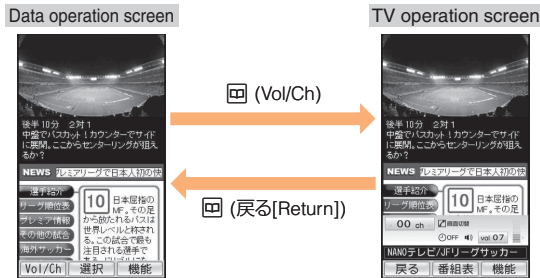 Data operation screen
TV operation screen
後半10分 2対1
中盤でパスカット！カウンターでサイド
に展開。ここからセンターリングが狙え
るか？
NEWS
プレミアリーグで日本人初の快
選手紹介
リーグ順位表
プレミア情報
その他の試合
海外サッカー
10
日本屈指の
MF。その足
から放たれるパスは
世界レベルと称され
る。この試合で最も
注目される選手で
Vol/Ch 選択 機能
(Vol/Ch)
(戻る[Return])
後半10分 2対1
中盤でパスカット！カウンターでサイド
に展開。ここからセンターリングが狙え
るか？
NEWS
プレミアリーグで日本人初の快
選手紹介
リーグ順位表
10
日本屈指の
MF。その足
00 ch
画面切替
OFF
vol 07
NANOテレビ/JFリーグサッカー
戻る 番組表 機能